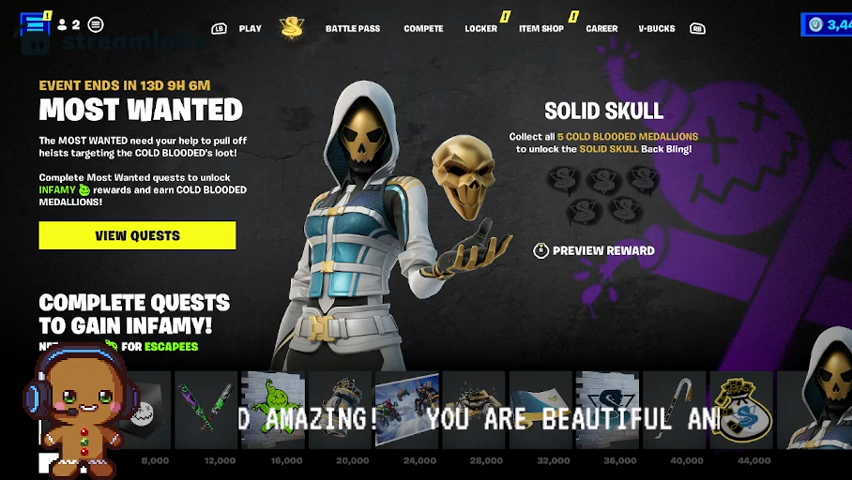 2
LB
PLAY
BATTLE PASS
COMPETE
LOCKER
ITEM SHOP
CAREER
V-BUCKS
RB
streamlabs
EVENT ENDS IN 13D 9H 6M
MOST WANTED
The MOST WANTED need your help to pull off
heists targeting the COLD BLOODED's loot!
Complete Most Wanted quests to unlock
INFAMY rewards and earn COLD BLOODED
MEDALLIONS!
VIEW QUESTS
COMPLETE QUESTS
TO GAIN INFAMY!
FOR ESCAPEES
SOLID SKULL
Collect all 5 COLD BLOODED MEDALLIONS
to unlock the SOLID SKULL Back Bling!
PREVIEW REWARD
D AMAZING! YOU ARE BEAUTIFUL AN
8,000
12,000
16,000
20,000
24,000
28,000
32,000
36,000
40,000
44,000